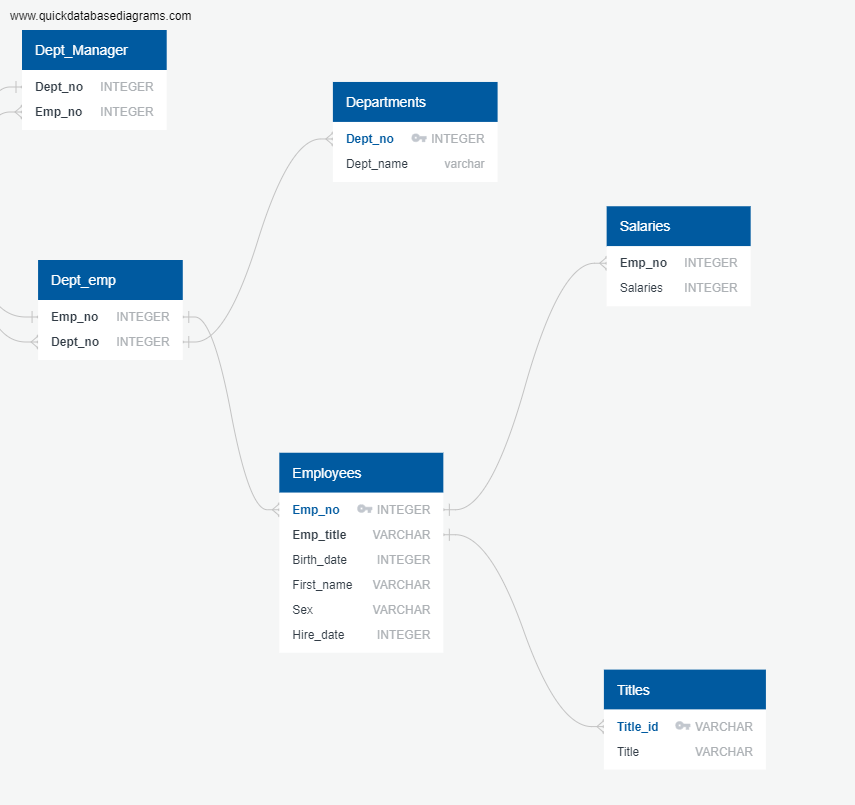 www.quickdatabasediagrams.com
Dept_Manager
Dept_no INTEGER
Emp_no INTEGER
Departments
Dept_no INTEGER
Dept_name varchar
Salaries
Emp_no INTEGER
Salaries INTEGER
Dept_emp
Emp_no INTEGER
Dept_no INTEGER
Employees
Emp_no INTEGER
Emp_title VARCHAR
Birth_date INTEGER
First_name VARCHAR
Sex VARCHAR
Hire_date INTEGER
Titles
Title_id VARCHAR
Title VARCHAR